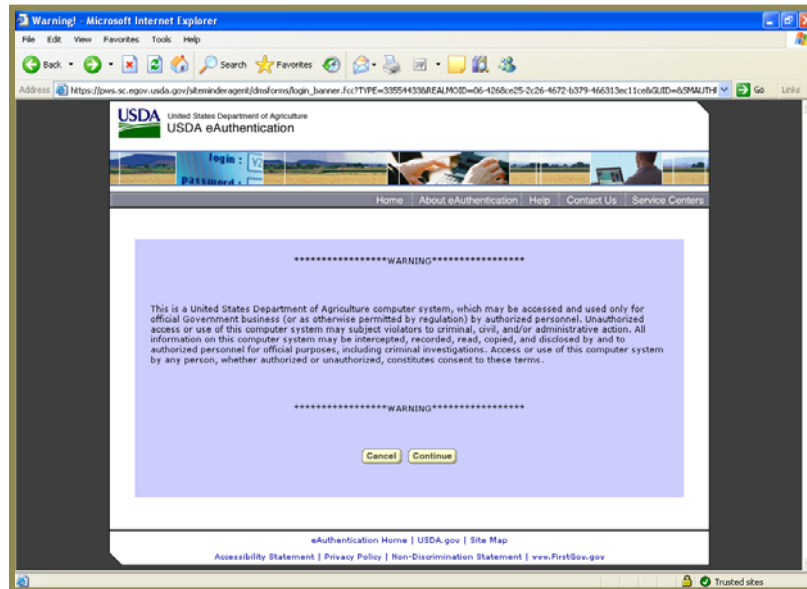 Warning! - Microsoft Internet Explorer
File Edit View Favorites Tools Help
Back Search Favorites
Address https://pws.sc.egov.usda.gov/siteminderagent/dmsforms/login_banner.fcc?TYPE=33554433&REALMOID=06-4268ce25-2c26-4672-b379-466313ec11ce&GUID=&SMAUTH Go Links
USDA United States Department of Agriculture
USDA eAuthentication
login :
Password :
Home About eAuthentication Help Contact Us Service Centers
*****************WARNING*****************
This is a United States Department of Agriculture computer system, which may be accessed and used only for
official Government business (or as otherwise permitted by regulation) by authorized personnel. Unauthorized
access or use of this computer system may subject violators to criminal, civil, and/or administrative action. All
information on this computer system may be intercepted, recorded, read, copied, and disclosed by and to
authorized personnel for official purposes, including criminal investigations. Access or use of this computer system
by any person, whether authorized or unauthorized, constitutes consent to these terms.
*****************WARNING*****************
Cancel Continue
eAuthentication Home | USDA.gov | Site Map
Accessibility Statement | Privacy Policy | Non-Discrimination Statement | www.FirstGov.gov
Trusted sites